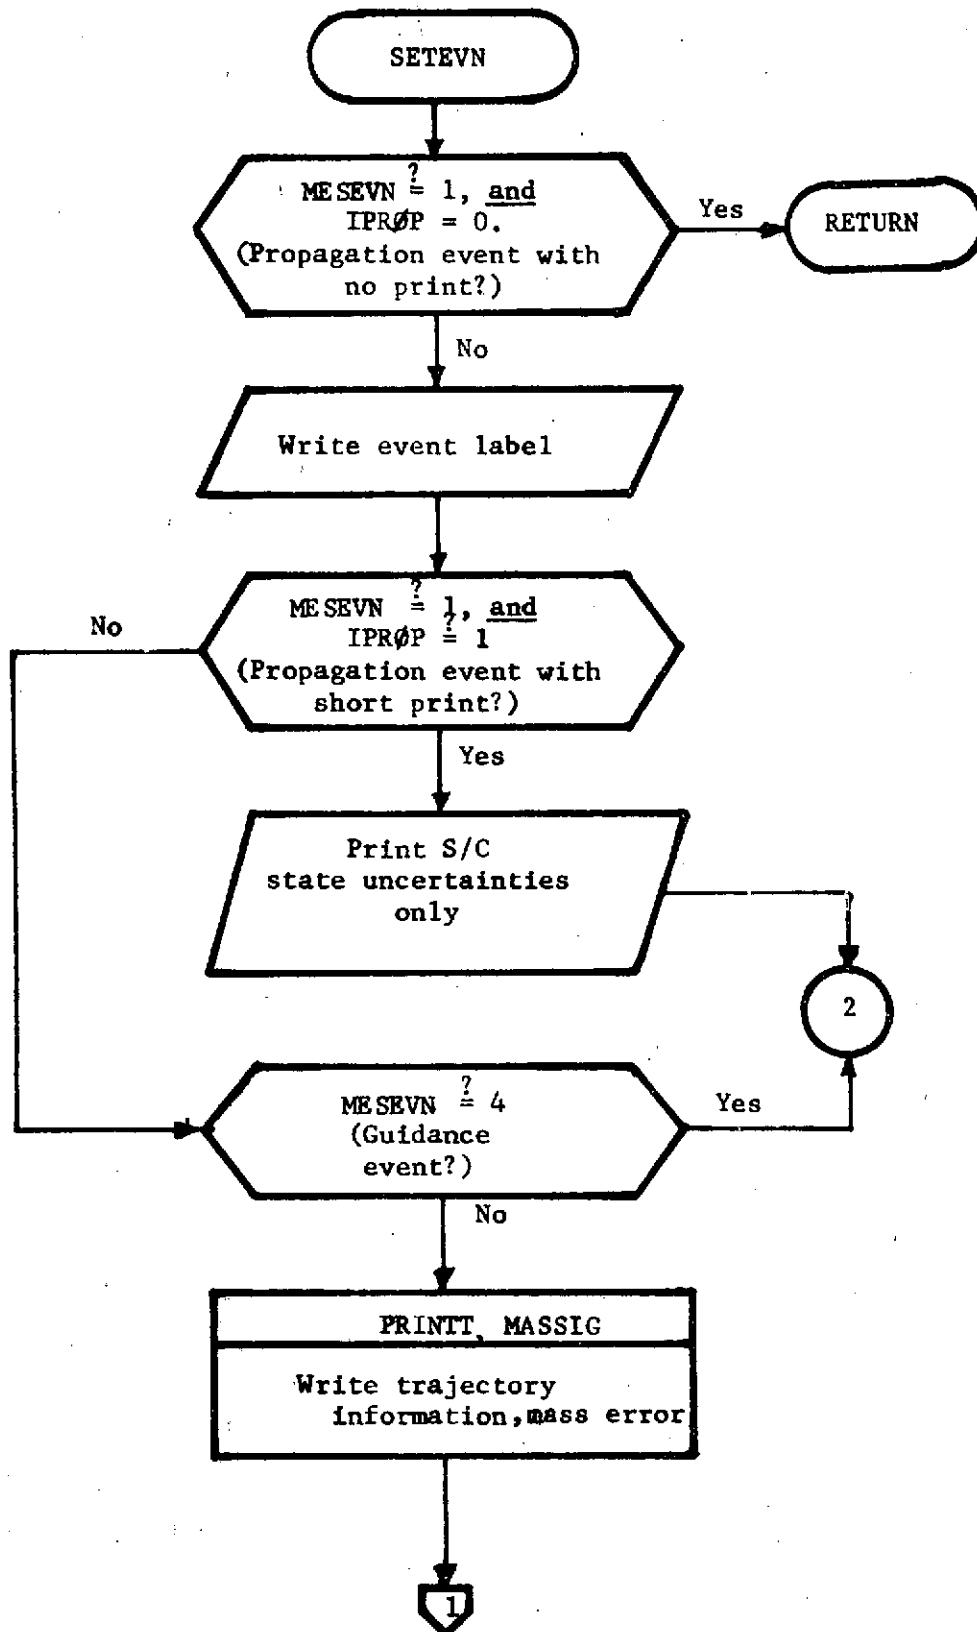 SETEVN
MESEVN ?= 1, and
IPRØP = 0.
(Propagation event with
no print?)
Yes
RETURN
No
Write event label
MESEVN ?= 1, and
IPRØP ?= 1
(Propagation event with
short print?)
No
Yes
Print S/C
state uncertainties
only
2
MESEVN ?= 4
(Guidance
event?)
Yes
No
PRINTT, MASSIG
Write trajectory
information, mass error
1